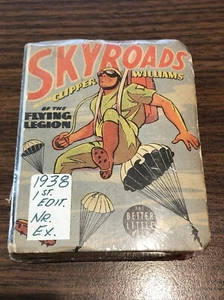 SKYROADS
CLIPPER
WILLIAMS
OF THE
FLYING
LEGION
1938
1ST.
EDIT.
NR.
EX.
THE
BETTER
LITTLE